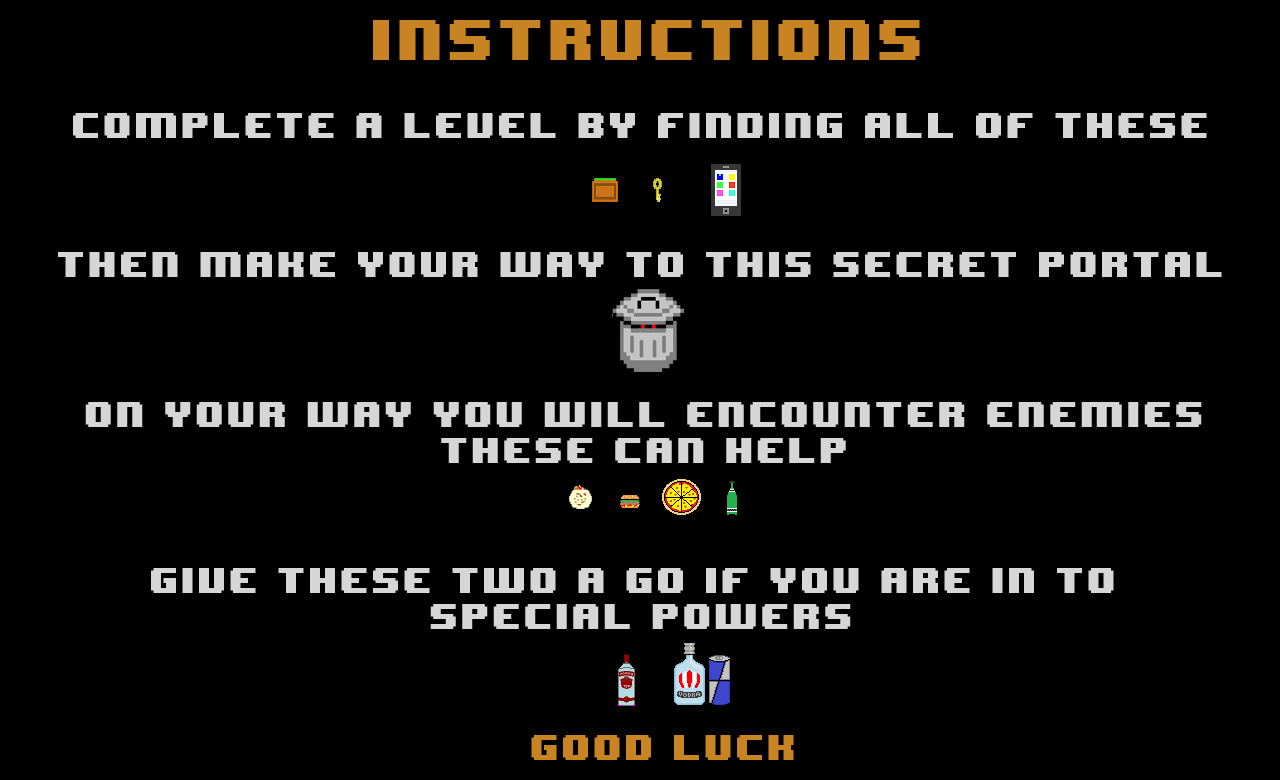 INSTRUCTIONS
COMPLETE A LEVEL BY FINDING ALL OF THESE
THEN MAKE YOUR WAY TO THIS SECRET PORTAL
ON YOUR WAY YOU WILL ENCOUNTER ENEMIES
THESE CAN HELP
GIVE THESE TWO A GO IF YOU ARE IN TO
SPECIAL POWERS
VODKA
GOOD LUCK